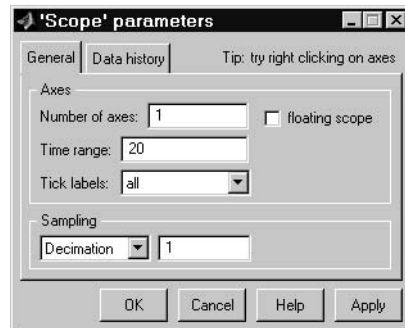 'Scope' parameters
General Data history Tip: try right clicking on axes
Axes
Number of axes: 1 floating scope
Time range: 20
Tick labels: all
Sampling
Decimation 1
OK Cancel Help Apply